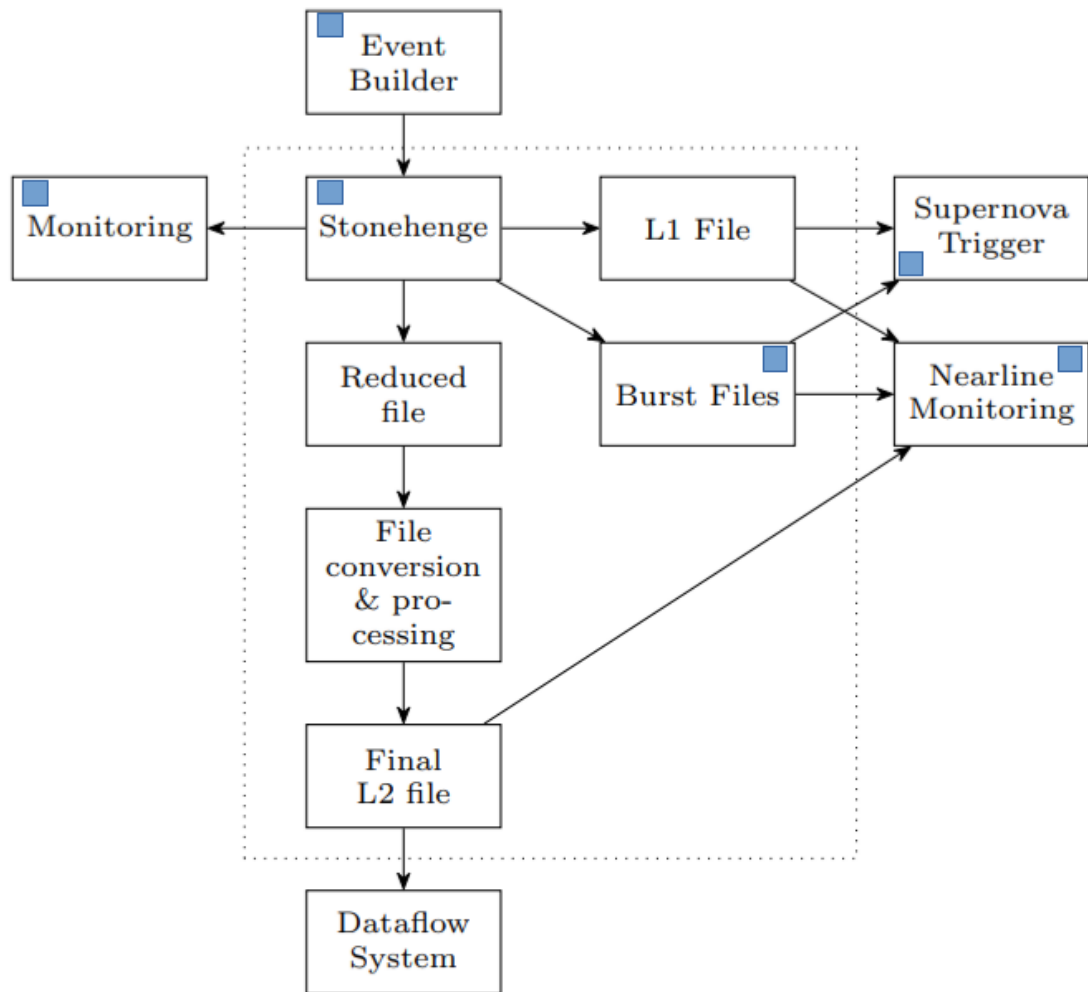 Event
Builder
Monitoring
Stonehenge
L1 File
Supernova
Trigger
Reduced
file
Burst Files
Nearline
Monitoring
File
conversion
& pro-
cessing
Final
L2 file
Dataflow
System